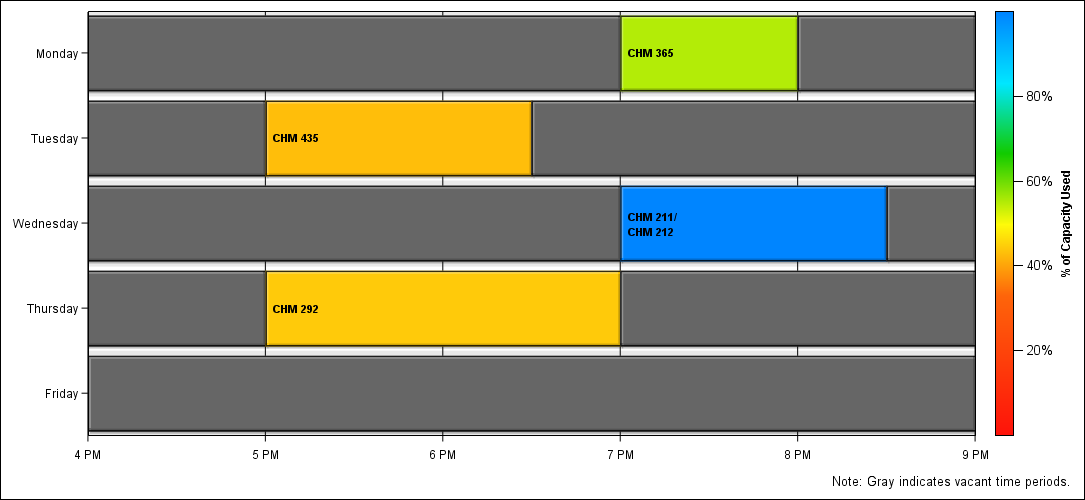 Monday
CHM 365
Tuesday
CHM 435
Wednesday
CHM 211/
CHM 212
Thursday
CHM 292
Friday
4 PM 5 PM 6 PM 7 PM 8 PM 9 PM
80%
60%
40%
20%
% of Capacity Used
Note: Gray indicates vacant time periods.